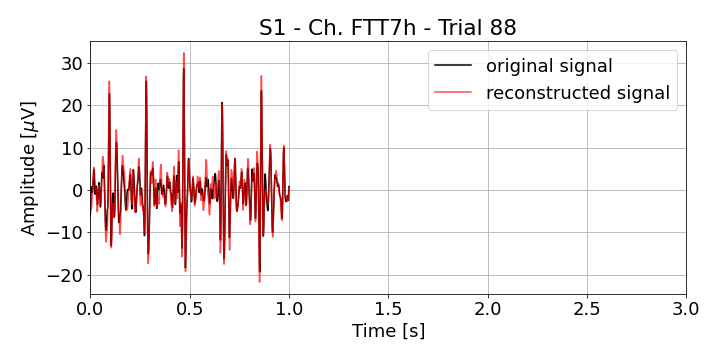 S1 - Ch. FTT7h - Trial 88
original signal
reconstructed signal
Amplitude [μV]
30
20
10
0
−10
−20
0.0 0.5 1.0 1.5 2.0 2.5 3.0
Time [s]